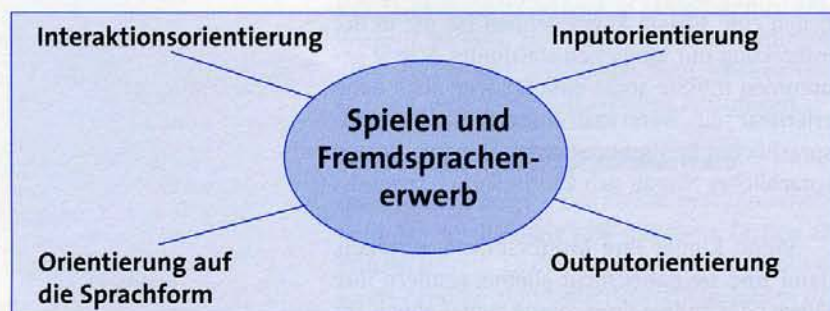 Interaktionsorientierung
Inputorientierung
Spielen und
Fremdsprachen-
erwerb
Orientierung auf
die Sprachform
Outputorientierung